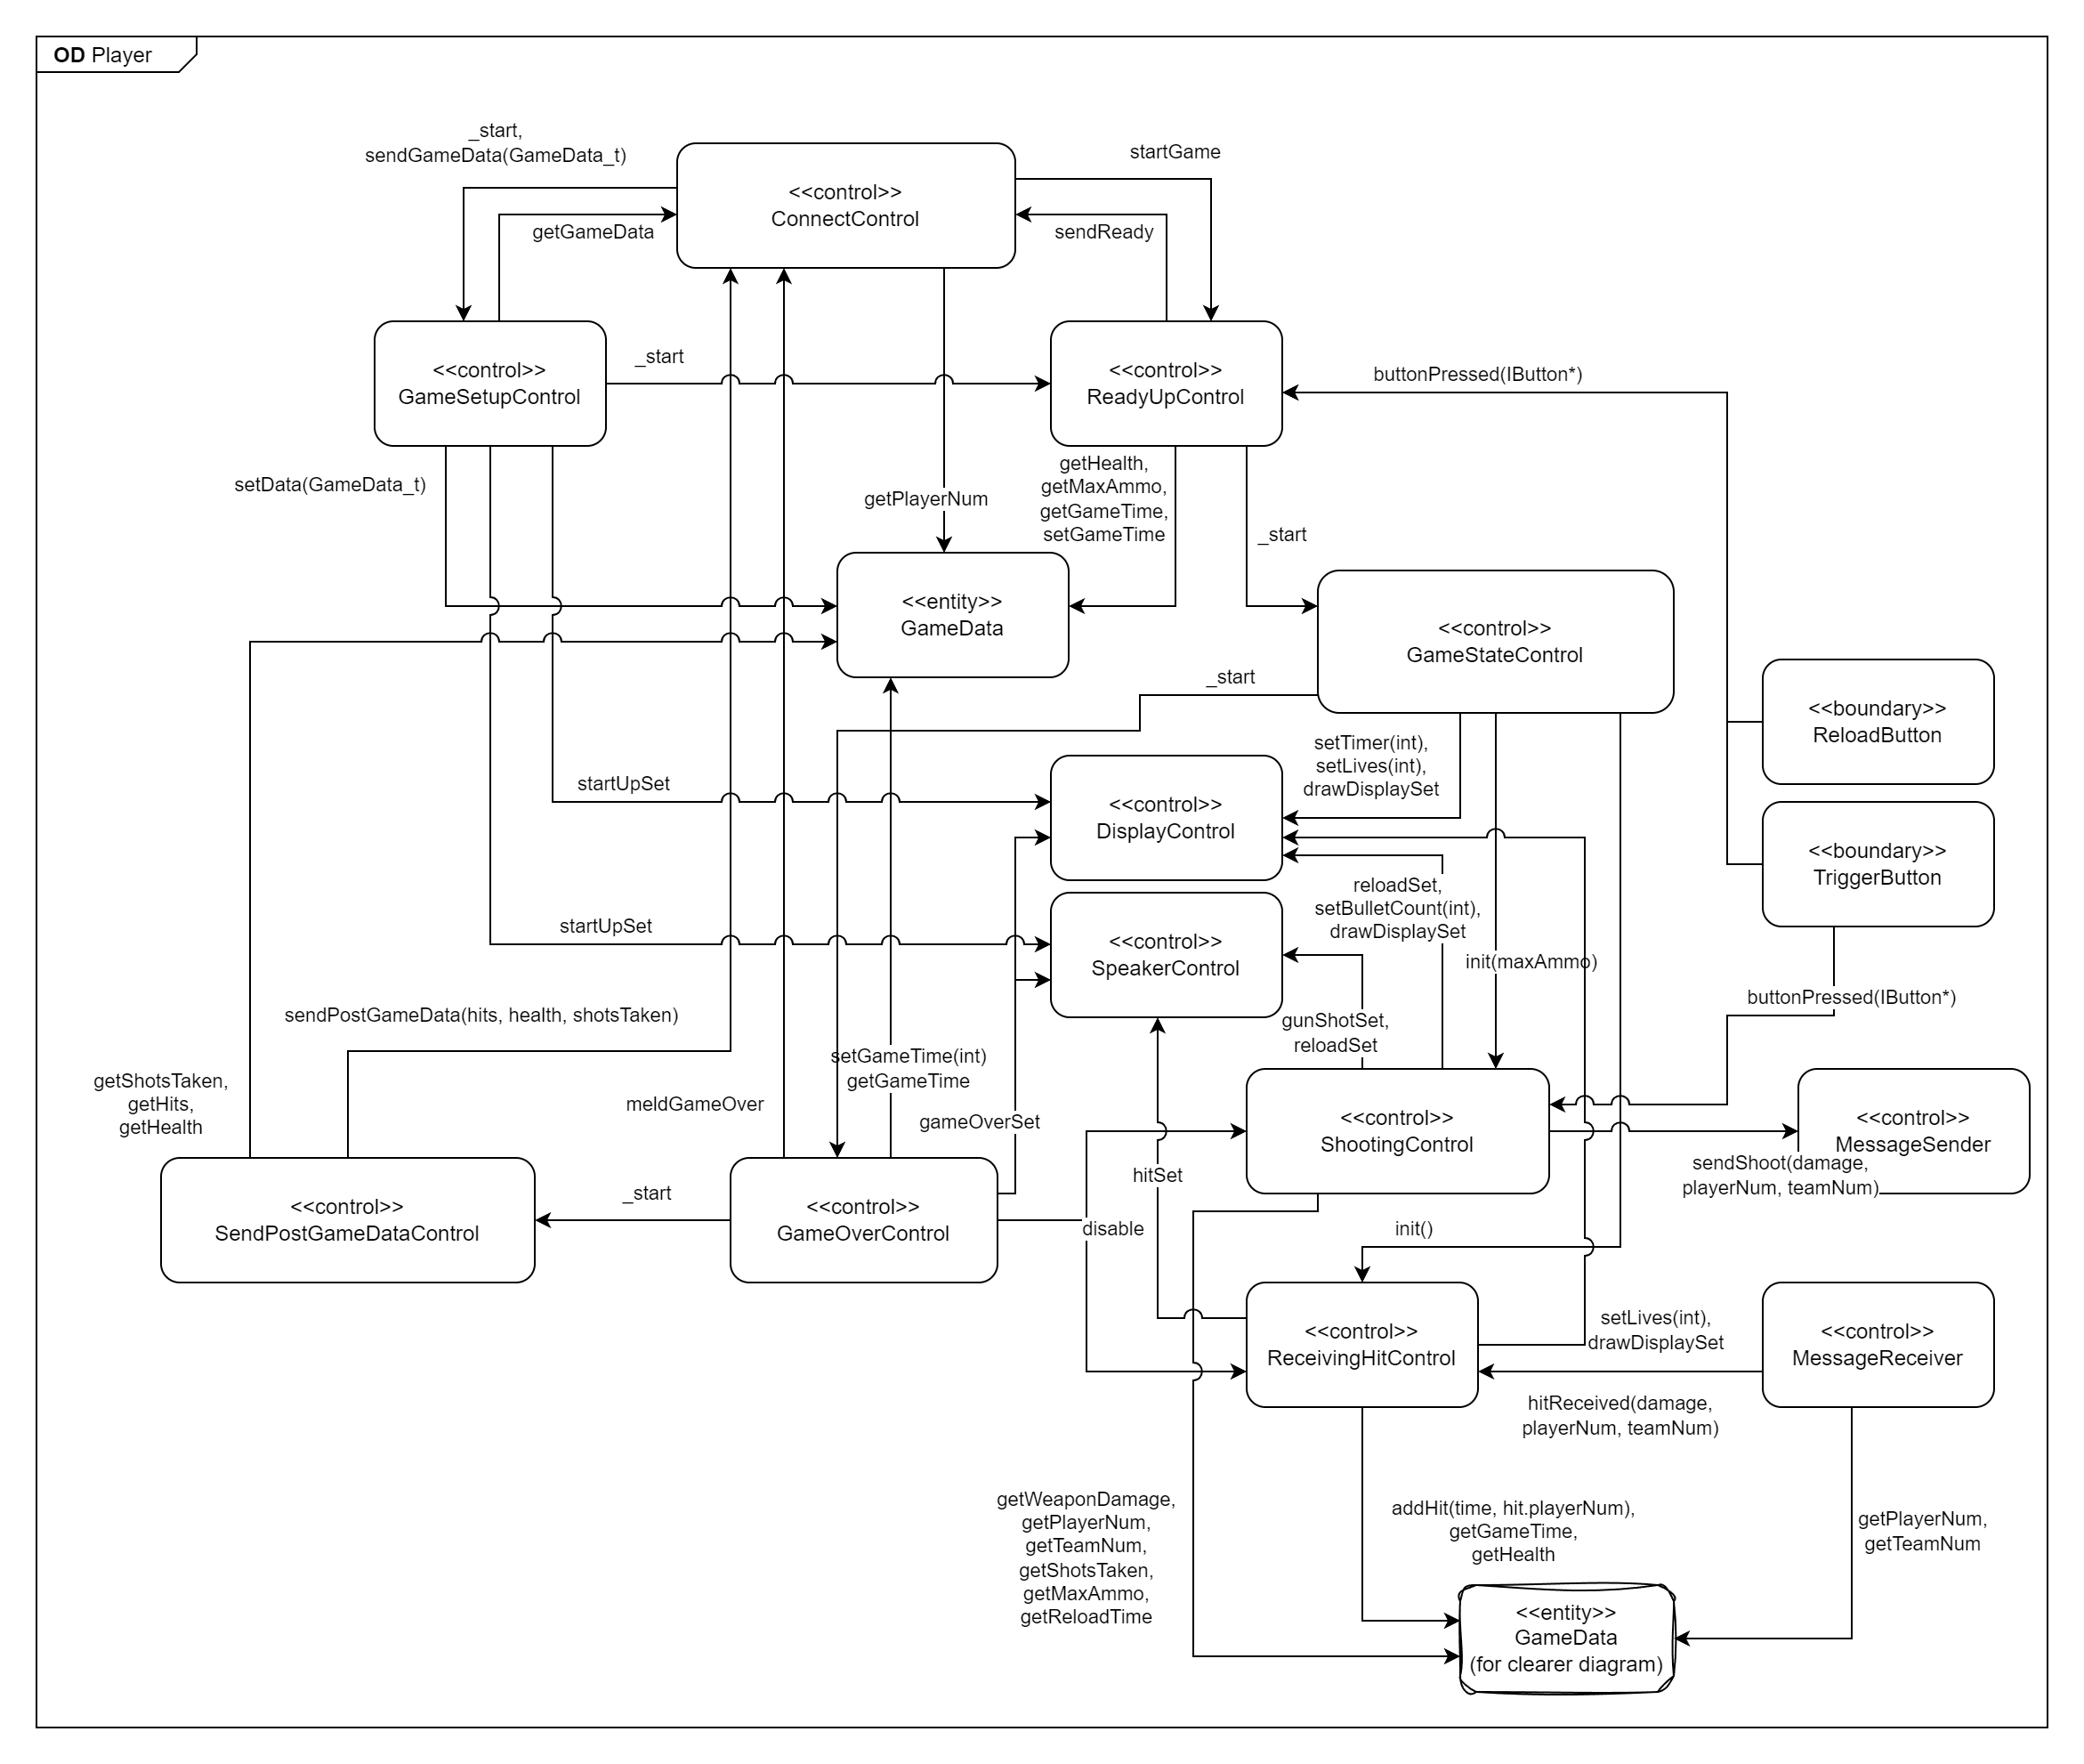 OD Player
_start,
sendGameData(GameData_t)
startGame
<<control>>
ConnectControl
getGameData
sendReady
<<control>>
GameSetupControl
_start
<<control>>
ReadyUpControl
buttonPressed(IButton*)
setData(GameData_t)
getPlayerNum
getHealth,
getMaxAmmo,
getGameTime,
setGameTime
_start
<<entity>>
GameData
<<control>>
GameStateControl
_start
<<boundary>>
ReloadButton
setTimer(int),
setLives(int),
drawDisplaySet
startUpSet
<<control>>
DisplayControl
<<boundary>>
TriggerButton
reloadSet,
setBulletCount(int),
drawDisplaySet
startUpSet
<<control>>
SpeakerControl
init(maxAmmo)
buttonPressed(IButton*)
sendPostGameData(hits, health, shotsTaken)
gunShotSet,
reloadSet
setGameTime(int)
getGameTime
getShotsTaken,
getHits,
getHealth
meldGameOver
gameOverSet
<<control>>
ShootingControl
<<control>>
MessageSender
sendShoot(damage,
playerNum, teamNum)
hitSet
<<control>>
SendPostGameDataControl
_start
<<control>>
GameOverControl
disable
init()
<<control>>
ReceivingHitControl
setLives(int),
drawDisplaySet
<<control>>
MessageReceiver
hitReceived(damage,
playerNum, teamNum)
getWeaponDamage,
getPlayerNum,
getTeamNum,
getShotsTaken,
getMaxAmmo,
getReloadTime
addHit(time, hit.playerNum),
getGameTime,
getHealth
getPlayerNum,
getTeamNum
<<entity>>
GameData
(for clearer diagram)